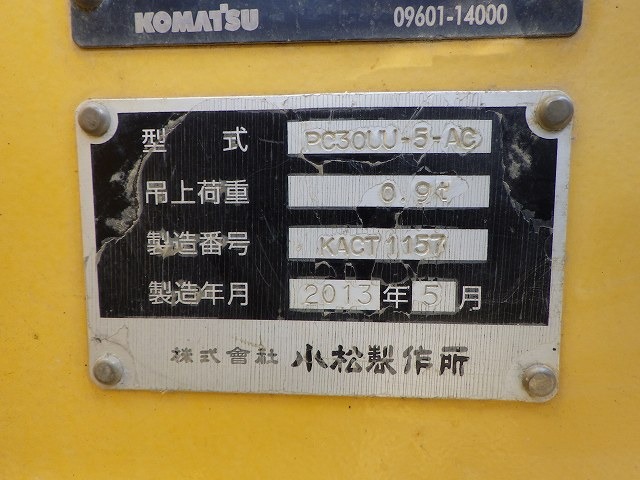 KOMATSU 09601-14000
型 式 PC30UU-5-AC
吊上荷重 0.9t
製造番号 KACT1157
製造年月 2013年5月
株式會社 小松製作所